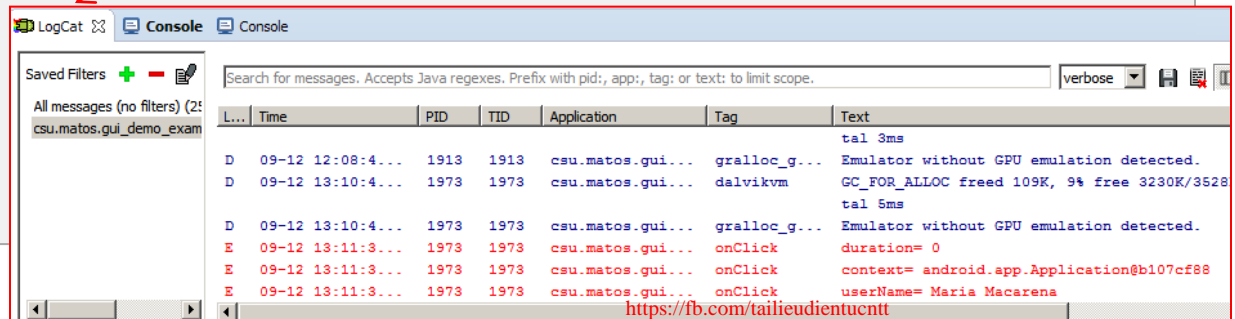 LogCat Console Console
Saved Filters
Search for messages. Accepts Java regexes. Prefix with pid:, app:, tag: or text: to limit scope. verbose
All messages (no filters) (25
csu.matos.gui_demo_exam
L... Time PID TID Application Tag Text
tal 3ms
D 09-12 12:08:4... 1913 1913 csu.matos.gui... gralloc_g... Emulator without GPU emulation detected.
D 09-12 13:10:4... 1973 1973 csu.matos.gui... dalvikvm GC_FOR_ALLOC freed 109K, 9% free 3230K/3528
tal 5ms
D 09-12 13:10:4... 1973 1973 csu.matos.gui... gralloc_g... Emulator without GPU emulation detected.
E 09-12 13:11:3... 1973 1973 csu.matos.gui... onClick duration= 0
E 09-12 13:11:3... 1973 1973 csu.matos.gui... onClick context= android.app.Application@b107cf88
E 09-12 13:11:3... 1973 1973 csu.matos.gui... onClick userName= Maria Macarena
https://fb.com/tailieudientucntt